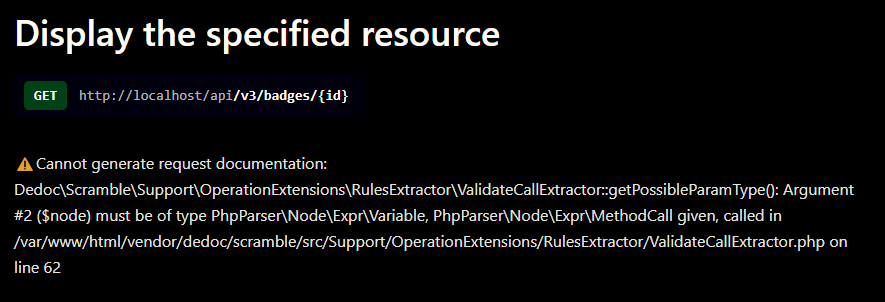 Display the specified resource
GET http://localhost/api/v3/badges/{id}
⚠Cannot generate request documentation:
Dedoc\Scramble\Support\OperationExtensions\RulesExtractor\ValidateCallExtractor::getPossibleParamType(): Argument
#2 ($node) must be of type PhpParser\Node\Expr\Variable, PhpParser\Node\Expr\MethodCall given, called in
/var/www/html/vendor/dedoc/scramble/src/Support/OperationExtensions/RulesExtractor/ValidateCallExtractor.php on
line 62